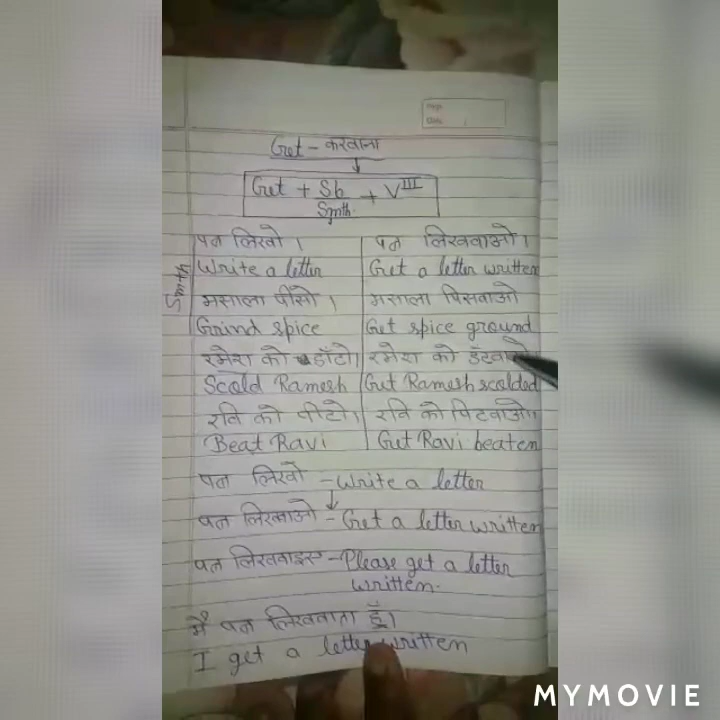 Page
Date
Get - करवाना
Get + Sb + VIII
Smth.
पत्र लिखो। पत्र लिखवाओ।
Write a letter Get a letter written
मसाला पीसो। मसाला पिसवाओ
Grind spice Get spice ground
रमेश को डाँटो। रमेश को डँटवाओ
Scold Ramesh Get Ramesh scolded
रवि को पीटो। रवि को पिटवाओ।
Beat Ravi Get Ravi beaten
पत्र लिखो - Write a letter
पत्र लिखवाओ - Get a letter written
पत्र लिखवाइए - Please get a letter
written.
मैं पत्र लिखवाता हूँ।
I get a letter written
MYMOVIE